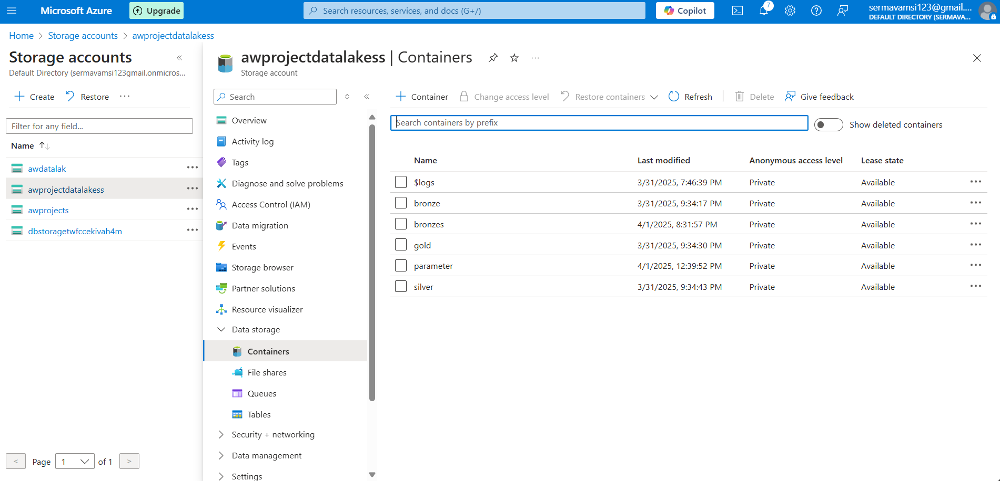 Microsoft Azure
Upgrade
Search resources, services, and docs (G+/)
Copilot
7
sermavamsi123@gmail....
DEFAULT DIRECTORY (SERMAVA...
Home > Storage accounts > awprojectdatalakess
Storage accounts
Default Directory (sermavamsi123gmail.onmicros...
Create
Restore
Filter for any field...
Name
awdatalak
awprojectdatalakess
awprojects
dbstoragetwfccekivah4m
< Page 1 of 1 >
awprojectdatalakess | Containers
Storage account
Search
Overview
Activity log
Tags
Diagnose and solve problems
Access Control (IAM)
Data migration
Events
Storage browser
Partner solutions
Resource visualizer
Data storage
Containers
File shares
Queues
Tables
Security + networking
Data management
Settings
Container
Change access level
Restore containers
Refresh
Delete
Give feedback
Search containers by prefix
Show deleted containers
Name Last modified Anonymous access level Lease state
$logs 3/31/2025, 7:46:39 PM Private Available
bronze 3/31/2025, 9:34:17 PM Private Available
bronzes 4/1/2025, 8:31:57 PM Private Available
gold 3/31/2025, 9:34:30 PM Private Available
parameter 4/1/2025, 12:39:52 PM Private Available
silver 3/31/2025, 9:34:43 PM Private Available